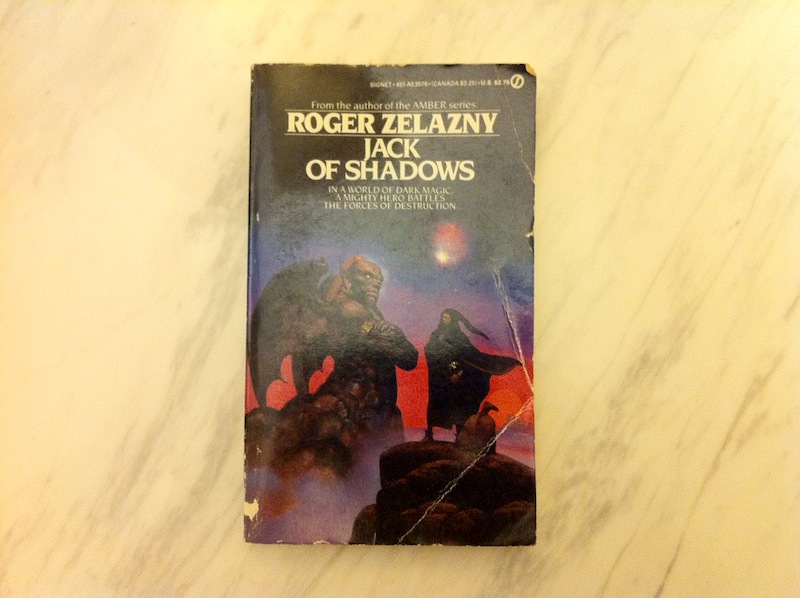 SIGNET • 451-AE3578 • (CANADA $3.25) • U.S. $2.75
From the author of the AMBER series
ROGER ZELAZNY
JACK
OF SHADOWS
IN A WORLD OF DARK MAGIC,
A MIGHTY HERO BATTLES
THE FORCES OF DESTRUCTION